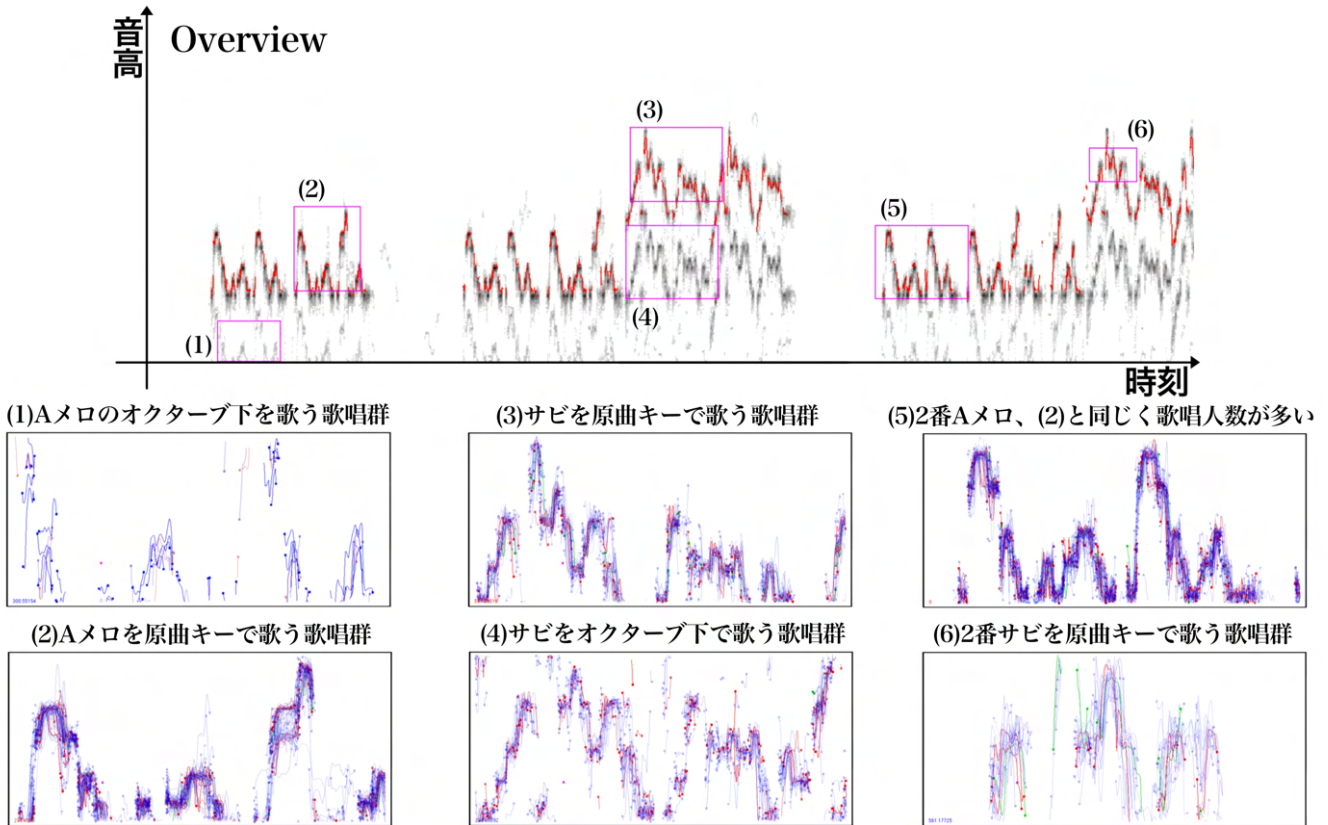 音高
Overview
(1)
(2)
(3)
(4)
(5)
(6)
時刻
(1)Aメロのオクターブ下を歌う歌唱群
(3)サビを原曲キーで歌う歌唱群
(5)2番Aメロ、(2)と同じく歌唱人数が多い
(2)Aメロを原曲キーで歌う歌唱群
(4)サビをオクターブ下で歌う歌唱群
(6)2番サビを原曲キーで歌う歌唱群